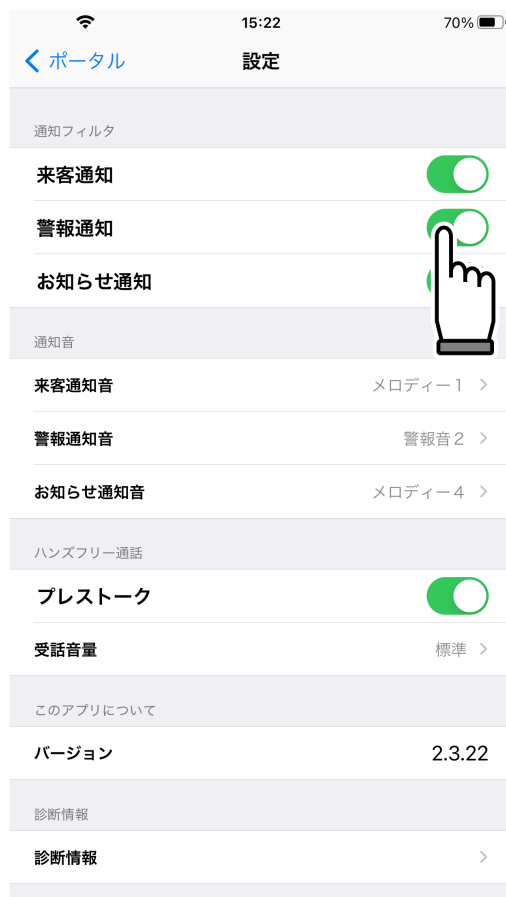 15:22
70%
ポータル
設定
通知フィルタ
来客通知
警報通知
お知らせ通知
通知音
来客通知音 メロディー1
警報通知音 警報音2
お知らせ通知音 メロディー4
ハンズフリー通話
プレストーク
受話音量 標準
このアプリについて
バージョン 2.3.22
診断情報
診断情報